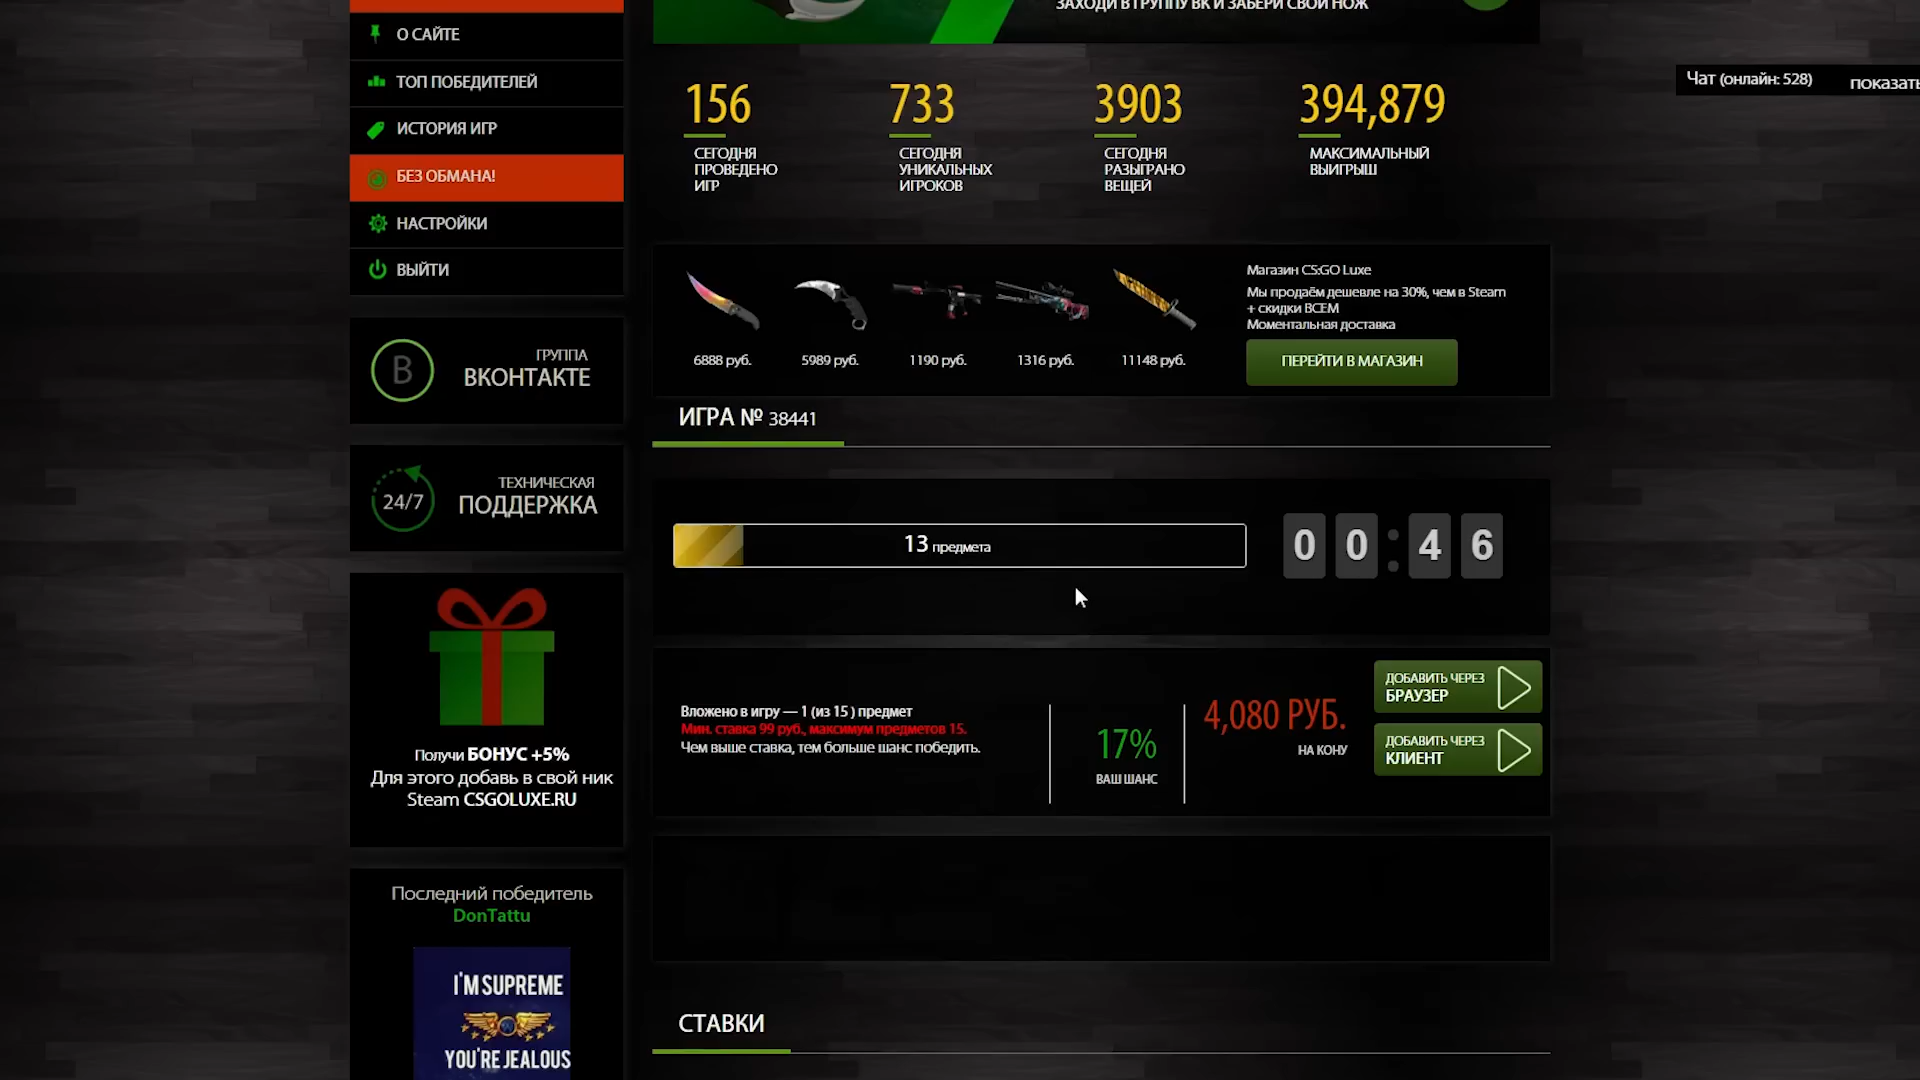 ЗАХОДИ В ГРУППУ ВК И ЗАБЕРИ СВОЙ НОЖ
О САЙТЕ
ТОП ПОБЕДИТЕЛЕЙ
ИСТОРИЯ ИГР
БЕЗ ОБМАНА!
НАСТРОЙКИ
ВЫЙТИ
B
ГРУППА
ВКОНТАКТЕ
24/7
ТЕХНИЧЕСКАЯ
ПОДДЕРЖКА
Получи БОНУС +5%
Для этого добавь в свой ник
Steam CSGOLUXE.RU
Последний победитель
DonTattu
I'M SUPREME
YOU'RE JEALOUS
156
СЕГОДНЯ
ПРОВЕДЕНО
ИГР
733
СЕГОДНЯ
УНИКАЛЬНЫХ
ИГРОКОВ
3903
СЕГОДНЯ
РАЗЫГРАНО
ВЕЩЕЙ
394,879
МАКСИМАЛЬНЫЙ
ВЫИГРЫШ
Чат (онлайн: 528)
показать
6888 руб.
5989 руб.
1190 руб.
1316 руб.
11148 руб.
Магазин CS:GO Luxe
Мы продаём дешевле на 30%, чем в Steam
+ скидки ВСЕМ
Моментальная доставка
ПЕРЕЙТИ В МАГАЗИН
ИГРА № 38441
13 предмета
00:46
Вложено в игру — 1 (из 15 ) предмет
Мин. ставка 99 руб., максимум предметов 15.
Чем выше ставка, тем больше шанс победить.
17%
ВАШ ШАНС
4,080 РУБ.
НА КОНУ
ДОБАВИТЬ ЧЕРЕЗ
БРАУЗЕР
ДОБАВИТЬ ЧЕРЕЗ
КЛИЕНТ
СТАВКИ